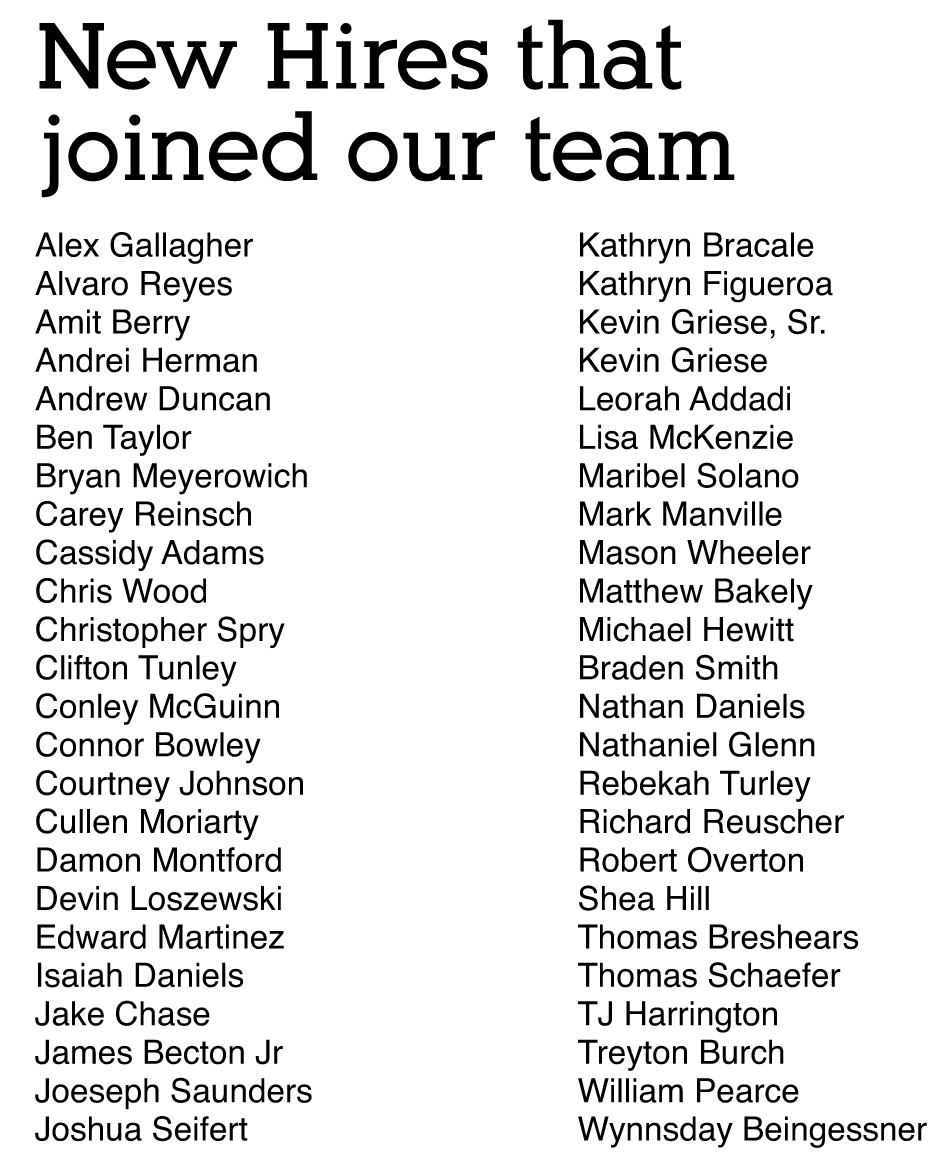 New Hires that
joined our team
Alex Gallagher
Alvaro Reyes
Amit Berry
Andrei Herman
Andrew Duncan
Ben Taylor
Bryan Meyerowich
Carey Reinsch
Cassidy Adams
Chris Wood
Christopher Spry
Clifton Tunley
Conley McGuinn
Connor Bowley
Courtney Johnson
Cullen Moriarty
Damon Montford
Devin Loszewski
Edward Martinez
Isaiah Daniels
Jake Chase
James Becton Jr
Joeseph Saunders
Joshua Seifert
Kathryn Bracale
Kathryn Figueroa
Kevin Griese, Sr.
Kevin Griese
Leorah Addadi
Lisa McKenzie
Maribel Solano
Mark Manville
Mason Wheeler
Matthew Bakely
Michael Hewitt
Braden Smith
Nathan Daniels
Nathaniel Glenn
Rebekah Turley
Richard Reuscher
Robert Overton
Shea Hill
Thomas Breshears
Thomas Schaefer
TJ Harrington
Treyton Burch
William Pearce
Wynnsday Beingessner